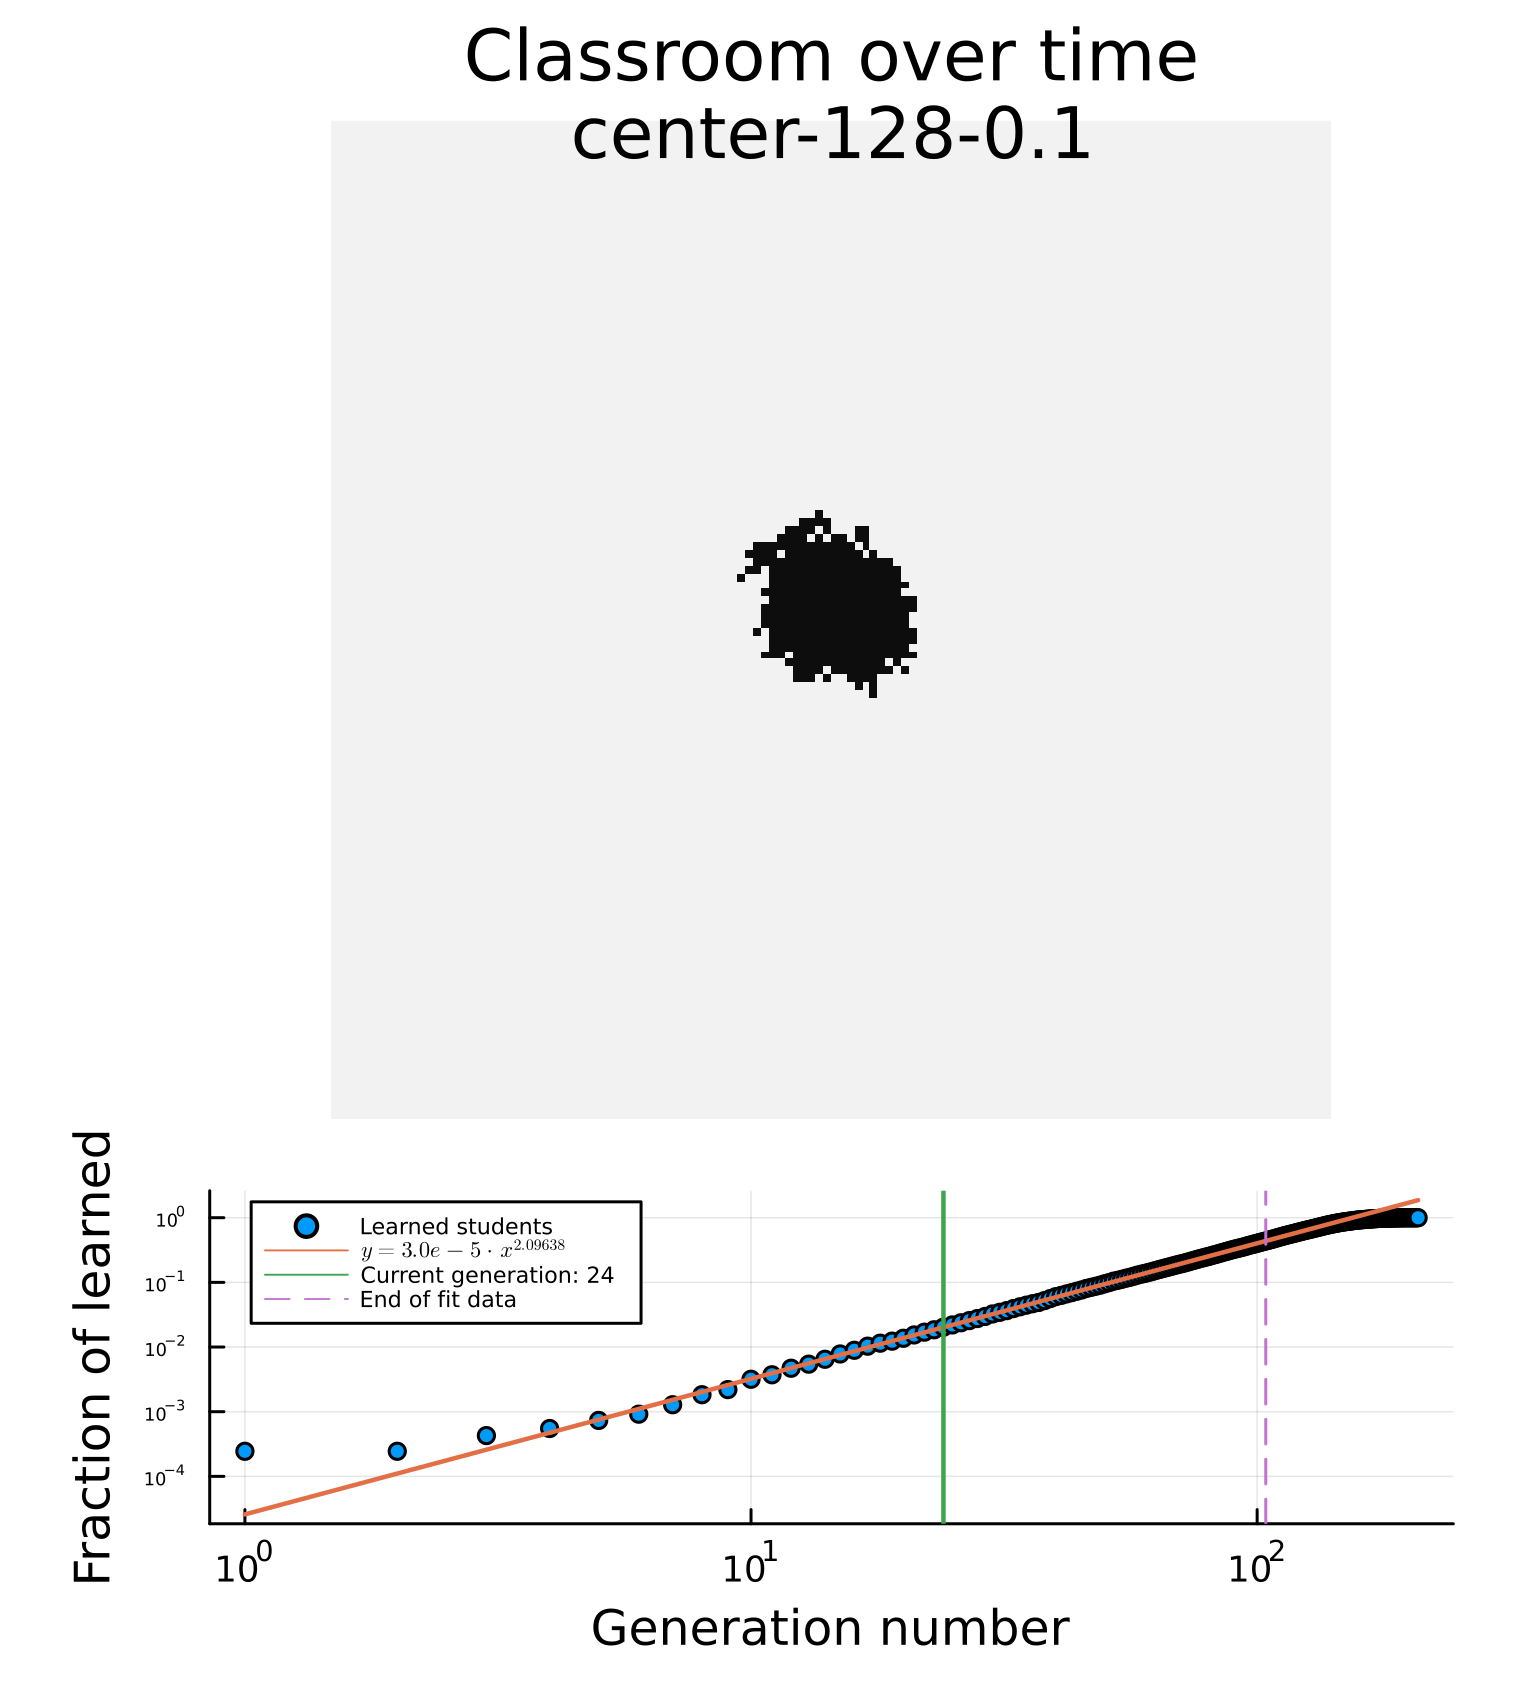 Classroom over time
center-128-0.1
Fraction of learned
10^0
10^-1
10^-2
10^-3
10^-4
Learned students
y = 3.0e − 5 · x^2.09638
Current generation: 24
End of fit data
10^0 10^1 10^2
Generation number